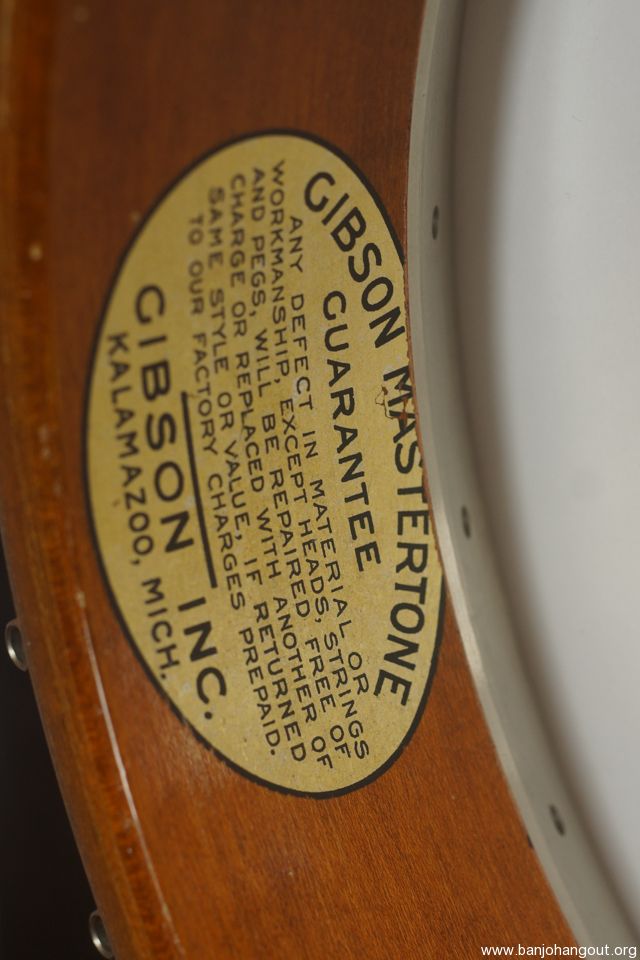 GIBSON MASTERTONE
GUARANTEE
ANY DEFECT IN MATERIAL OR
WORKMANSHIP, EXCEPT HEADS, STRINGS
AND PEGS, WILL BE REPAIRED, FREE OF
CHARGE OR REPLACED WITH ANOTHER OF
SAME STYLE OR VALUE, IF RETURNED
TO OUR FACTORY CHARGES PREPAID.
GIBSON INC.
KALAMAZOO, MICH.
www.banjohangout.org